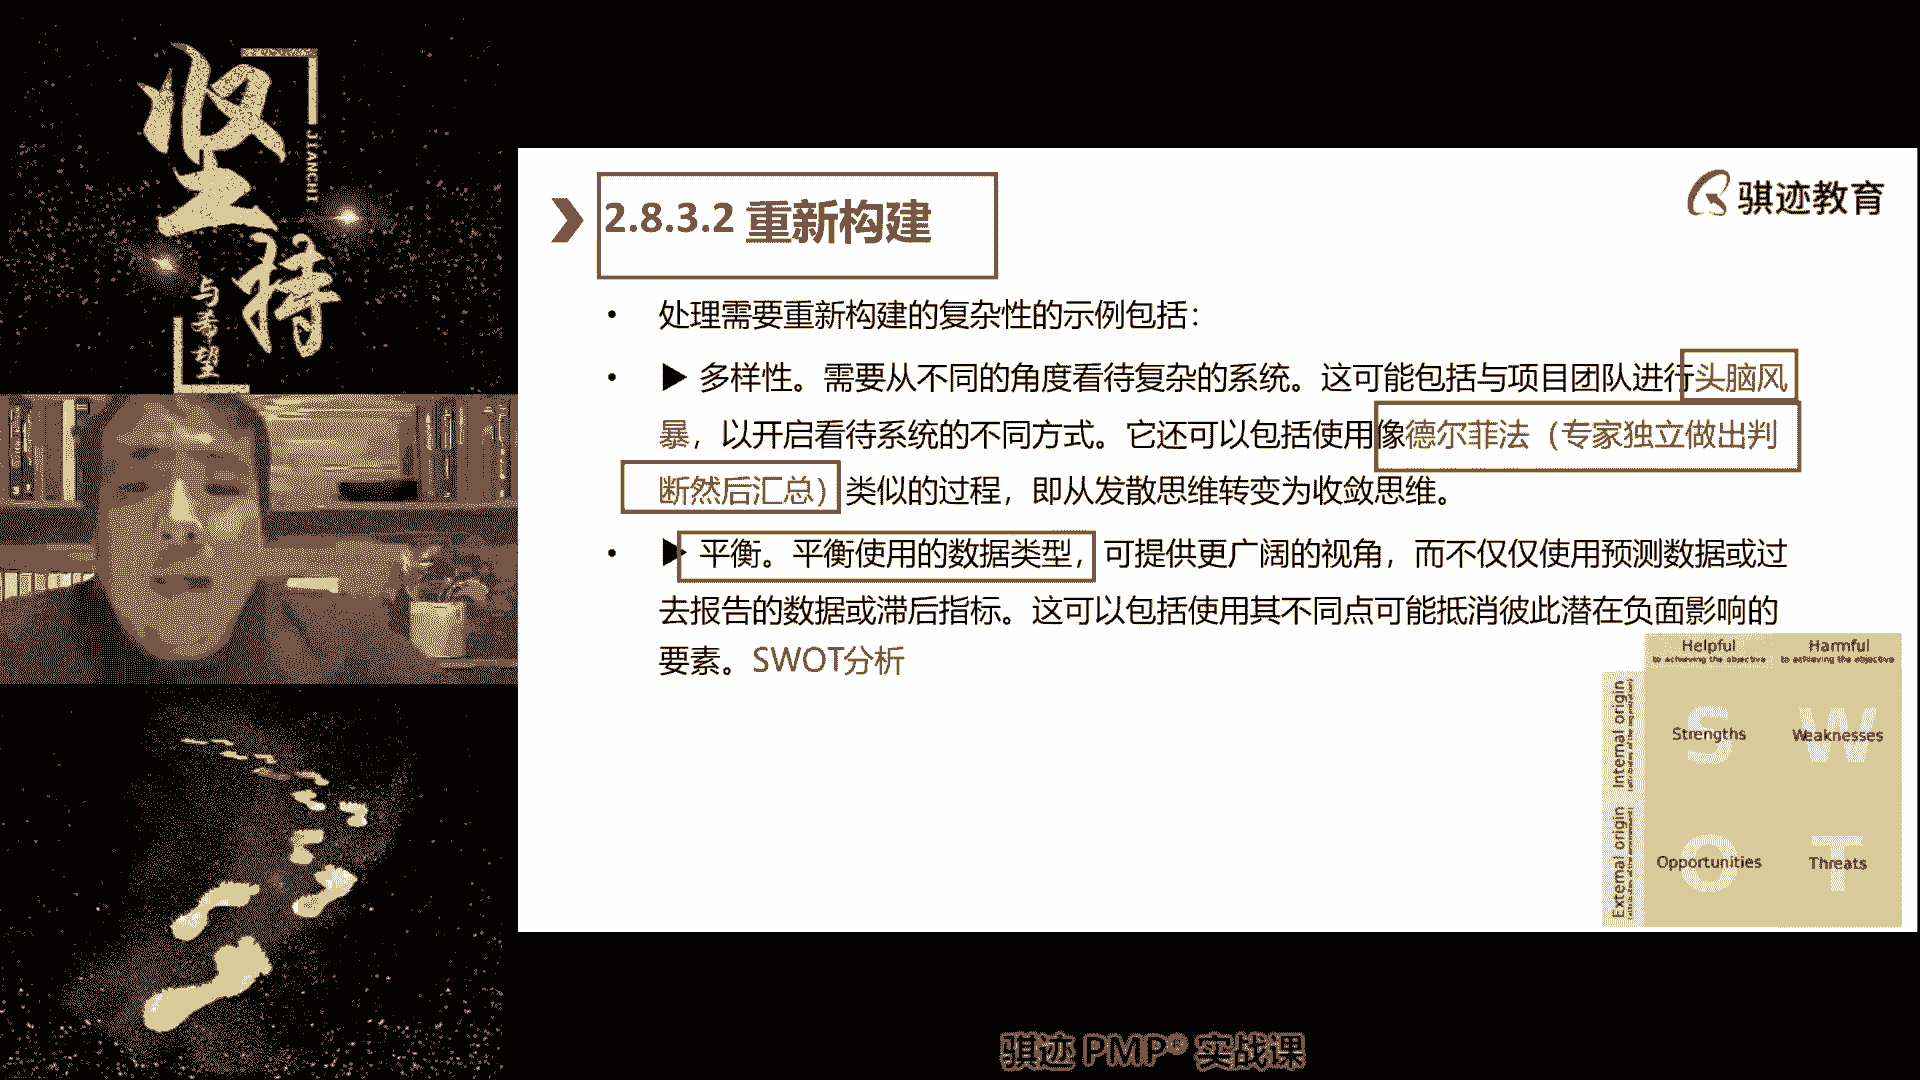 坚持
JIANCHI
与希望
2.8.3.2 重新构建
骐迹教育
• 处理需要重新构建的复杂性的示例包括：
• ▶ 多样性。需要从不同的角度看待复杂的系统。这可能包括与项目团队进行头脑风
暴，以开启看待系统的不同方式。它还可以包括使用像德尔菲法（专家独立做出判
断然后汇总）类似的过程，即从发散思维转变为收敛思维。
• ▶ 平衡。平衡使用的数据类型，可提供更广阔的视角，而不仅仅使用预测数据或过
去报告的数据或滞后指标。这可以包括使用其不同点可能抵消彼此潜在负面影响的
要素。SWOT分析
Helpful
to achieving the objective
Harmful
to achieving the objective
Internal origin
(attributes of the organization)
S
Strengths
W
Weaknesses
External origin
(attributes of the environment)
O
Opportunities
T
Threats
骐迹 PMP® 实战课